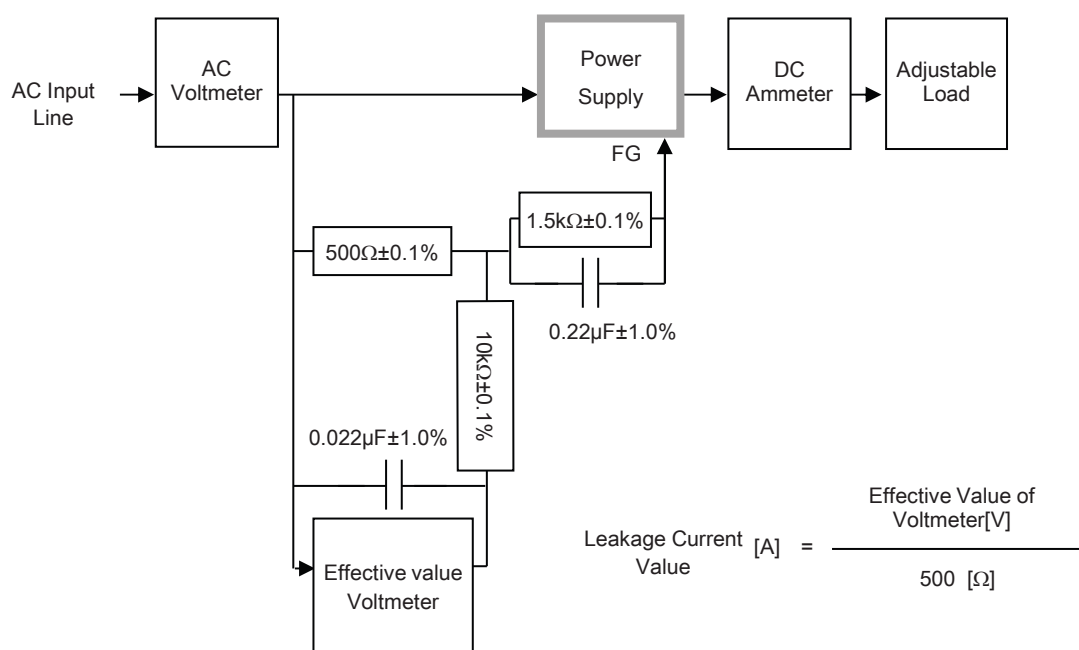 AC Input
Line
AC
Voltmeter
Power
Supply
DC
Ammeter
Adjustable
Load
FG
1.5kΩ±0.1%
500Ω±0.1%
0.22µF±1.0%
10kΩ±0.1%
0.022µF±1.0%
Effective value
Voltmeter
Leakage Current
Value
[A] =
Effective Value of
Voltmeter[V]
500 [Ω]